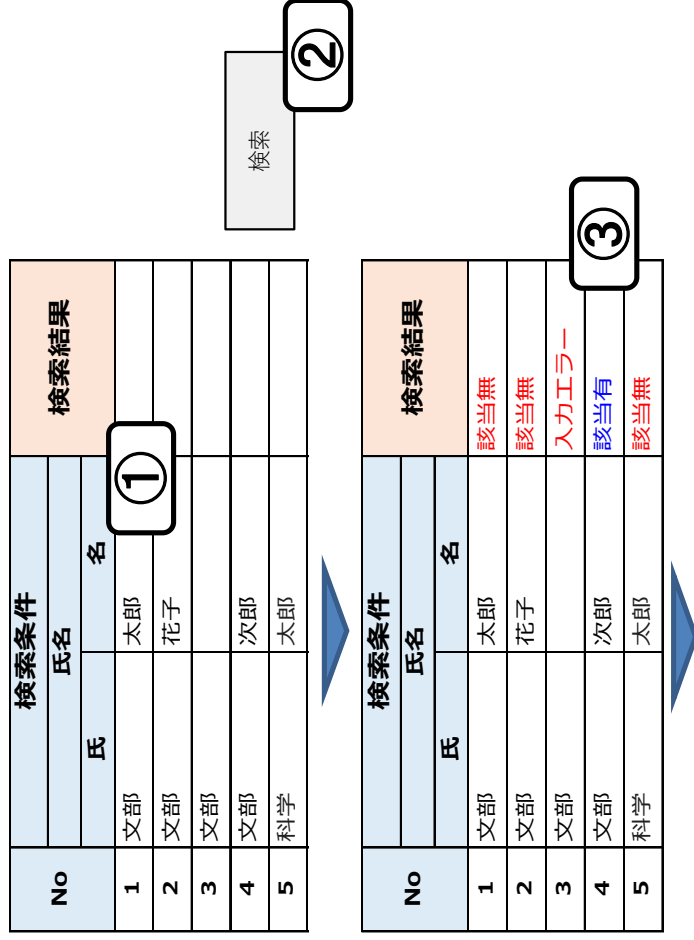 No 検索条件 検索結果
氏名
氏 名
①
1 文部 太郎
2 文部 花子
3 文部
4 文部 次郎
5 科学 太郎
検索
②
No 検索条件 検索結果
氏名
氏 名
1 文部 太郎 該当無
2 文部 花子 該当無
3 文部 入力エラー
4 文部 次郎 該当有
5 科学 太郎 該当無
③